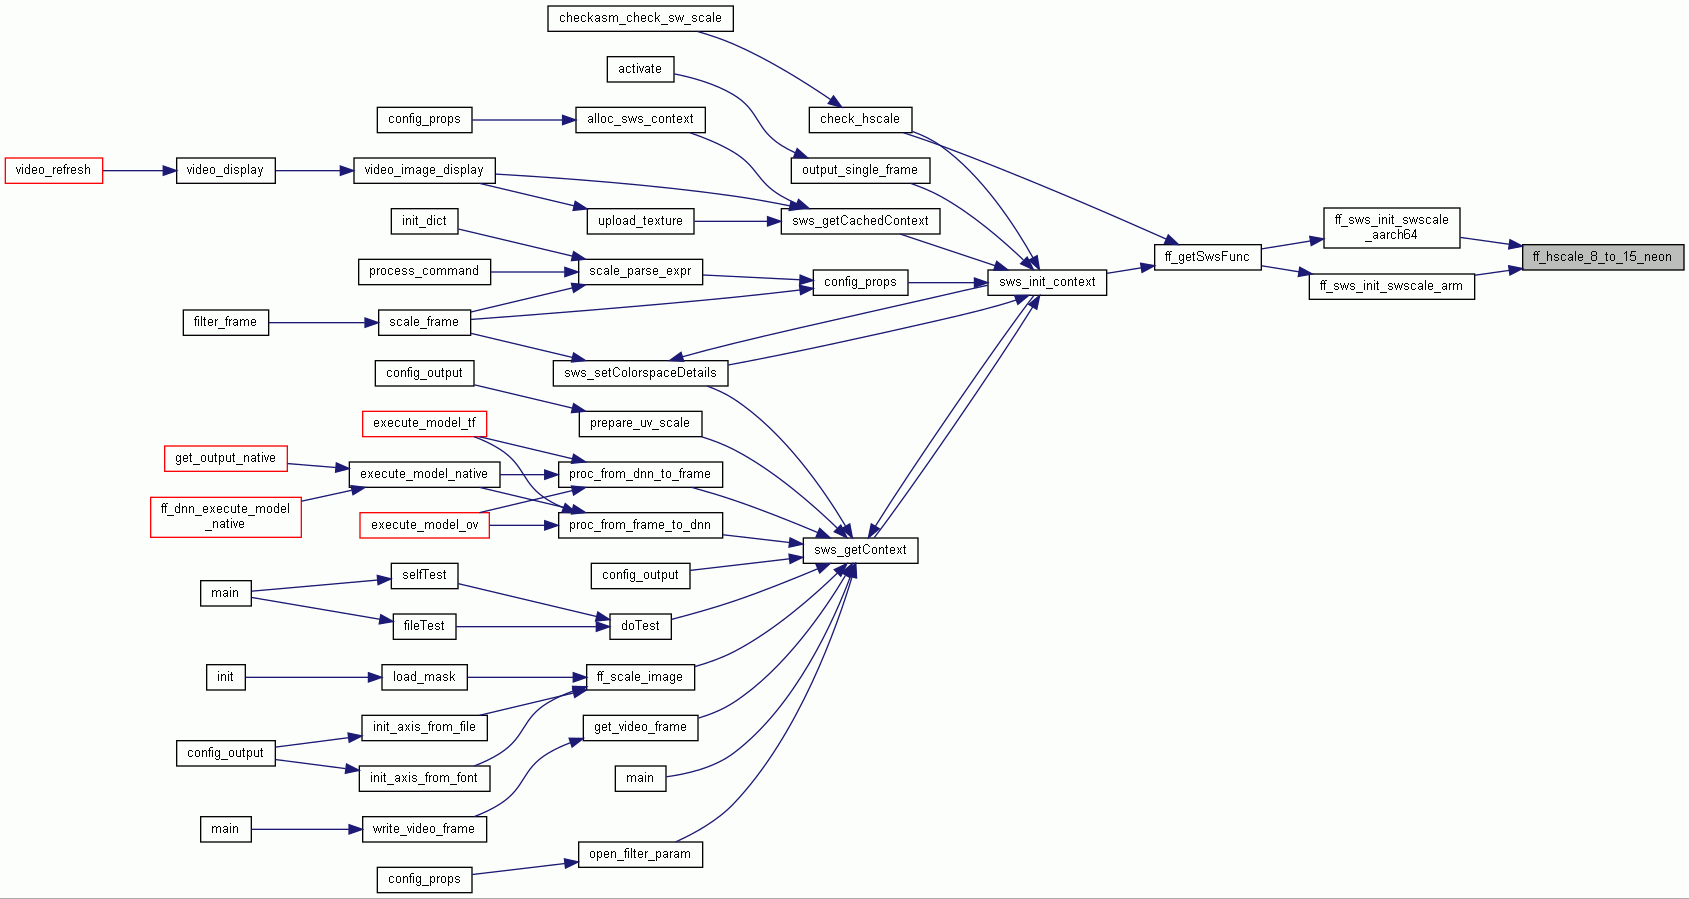 checkasm_check_sw_scale
activate
config_props
alloc_sws_context
check_hscale
video_refresh
video_display
video_image_display
output_single_frame
init_dict
upload_texture
sws_getCachedContext
ff_sws_init_swscale
_aarch64
ff_getSwsFunc
ff_hscale_8_to_15_neon
process_command
scale_parse_expr
config_props
sws_init_context
ff_sws_init_swscale_arm
filter_frame
scale_frame
config_output
sws_setColorspaceDetails
execute_model_tf
prepare_uv_scale
get_output_native
execute_model_native
proc_from_dnn_to_frame
ff_dnn_execute_model
_native
execute_model_ov
proc_from_frame_to_dnn
sws_getContext
selfTest
config_output
main
fileTest
doTest
init
load_mask
ff_scale_image
init_axis_from_file
get_video_frame
config_output
init_axis_from_font
main
main
write_video_frame
open_filter_param
config_props